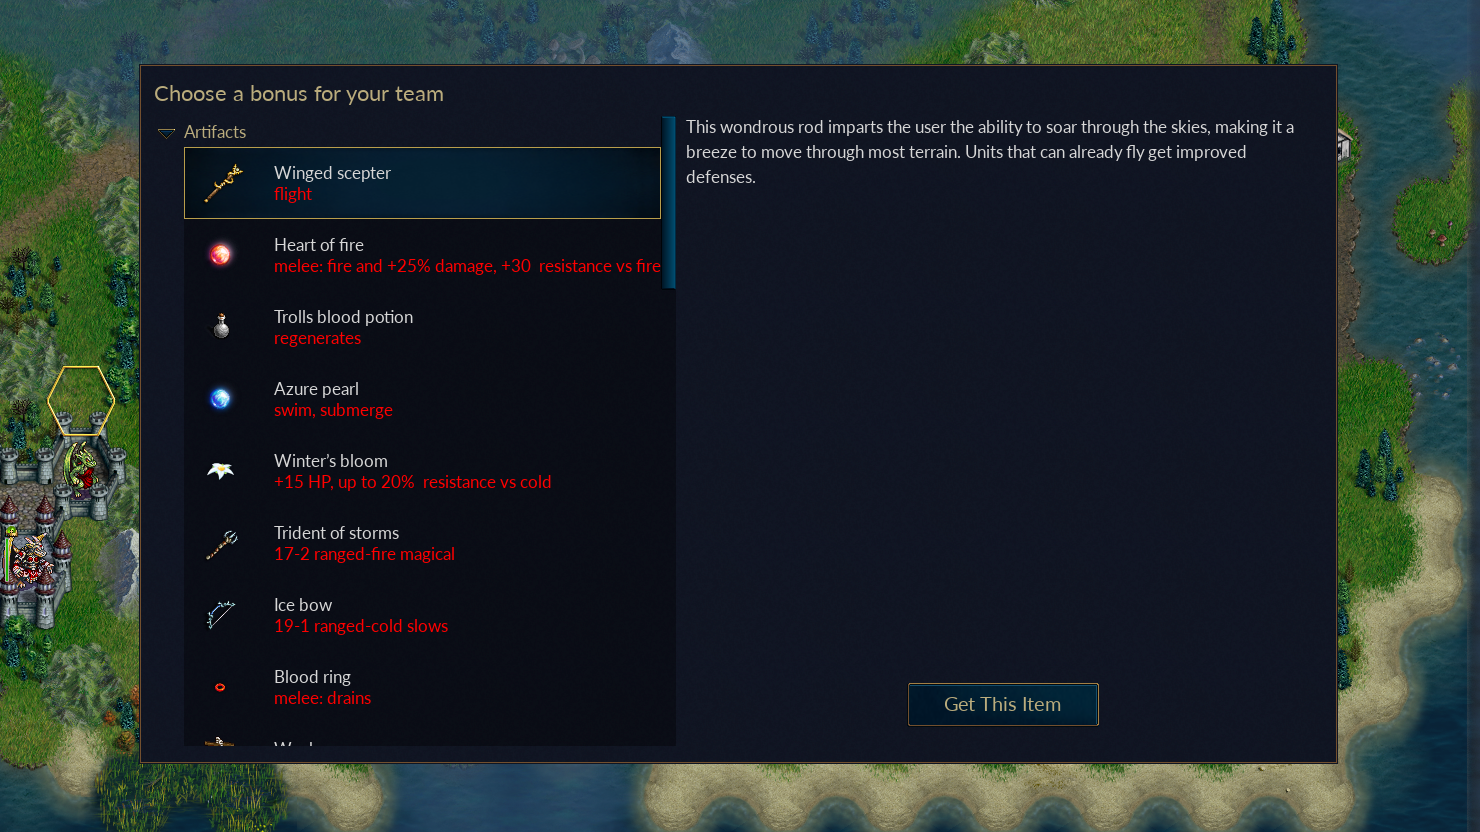 Choose a bonus for your team
Artifacts
Winged scepter
flight
Heart of fire
melee: fire and +25% damage, +30  resistance vs fire
Trolls blood potion
regenerates
Azure pearl
swim, submerge
Winter’s bloom
+15 HP, up to 20%  resistance vs cold
Trident of storms
17-2 ranged-fire magical
Ice bow
19-1 ranged-cold slows
Blood ring
melee: drains
This wondrous rod imparts the user the ability to soar through the skies, making it a
breeze to move through most terrain. Units that can already fly get improved
defenses.
Get This Item